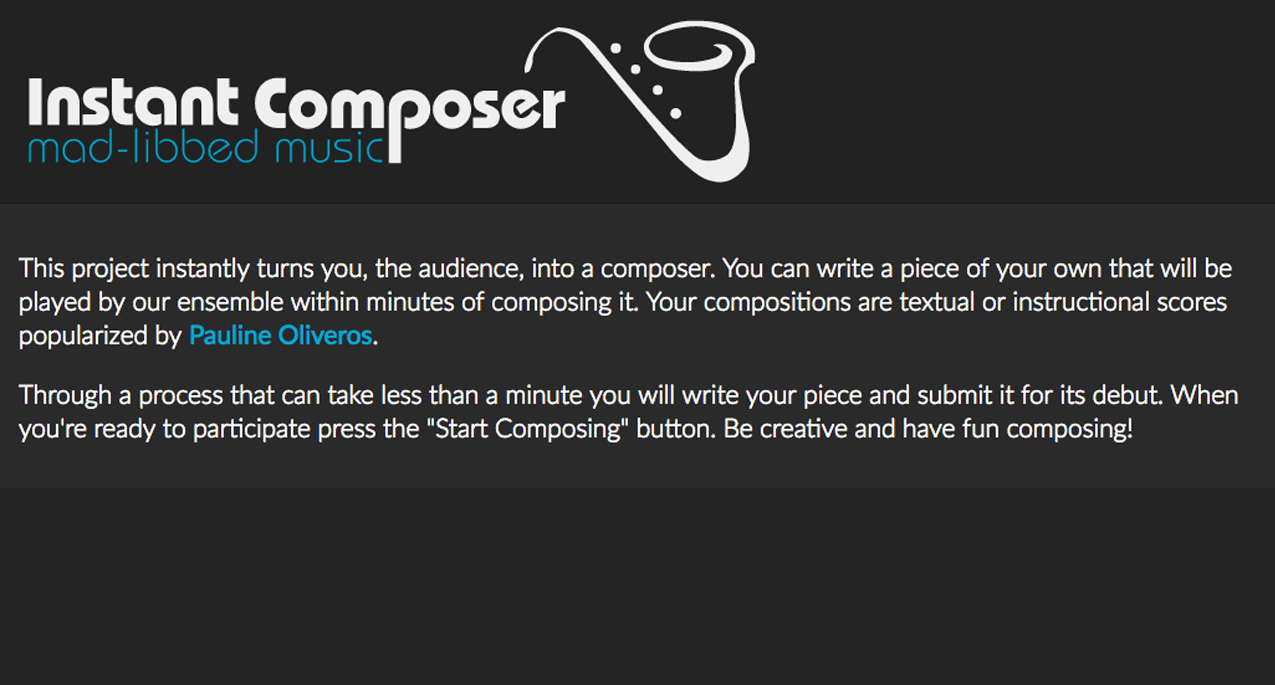 Instant Composer
mad-libbed music
This project instantly turns you, the audience, into a composer. You can write a piece of your own that will be
played by our ensemble within minutes of composing it. Your compositions are textual or instructional scores
popularized by Pauline Oliveros.
Through a process that can take less than a minute you will write your piece and submit it for its debut. When
you're ready to participate press the "Start Composing" button. Be creative and have fun composing!